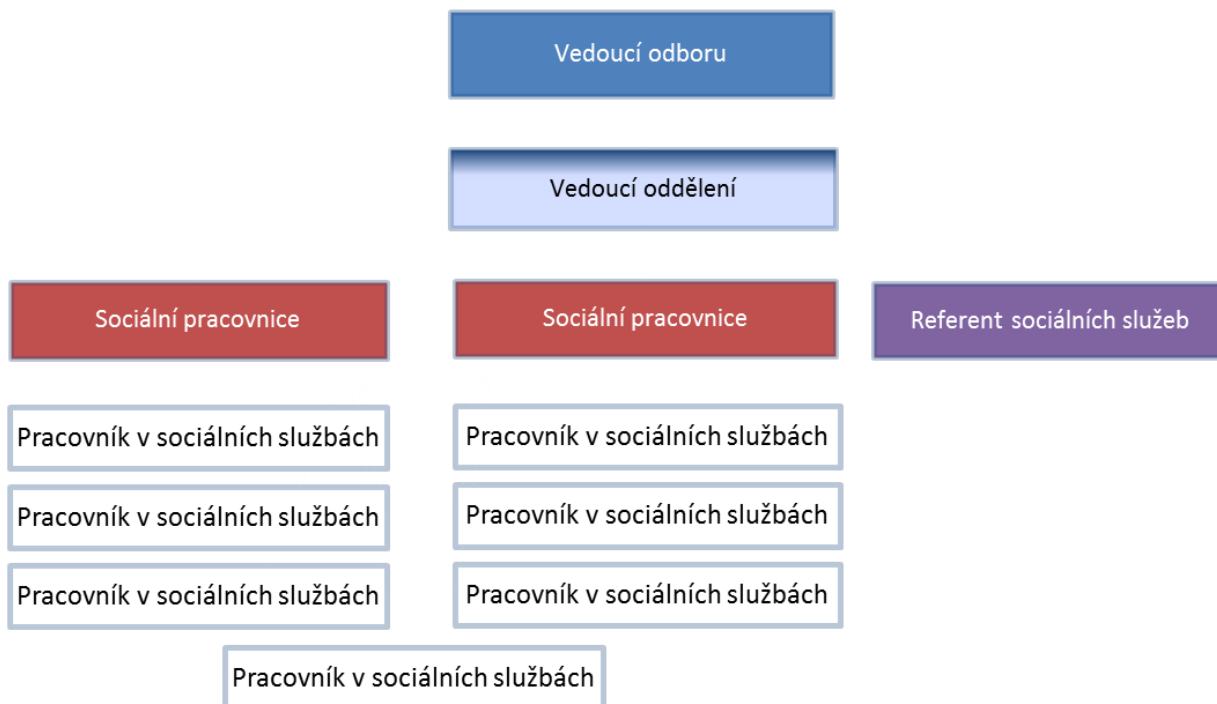 Vedoucí odboru
Vedoucí oddělení
Sociální pracovnice
Sociální pracovnice
Referent sociálních služeb
Pracovník v sociálních službách
Pracovník v sociálních službách
Pracovník v sociálních službách
Pracovník v sociálních službách
Pracovník v sociálních službách
Pracovník v sociálních službách
Pracovník v sociálních službách